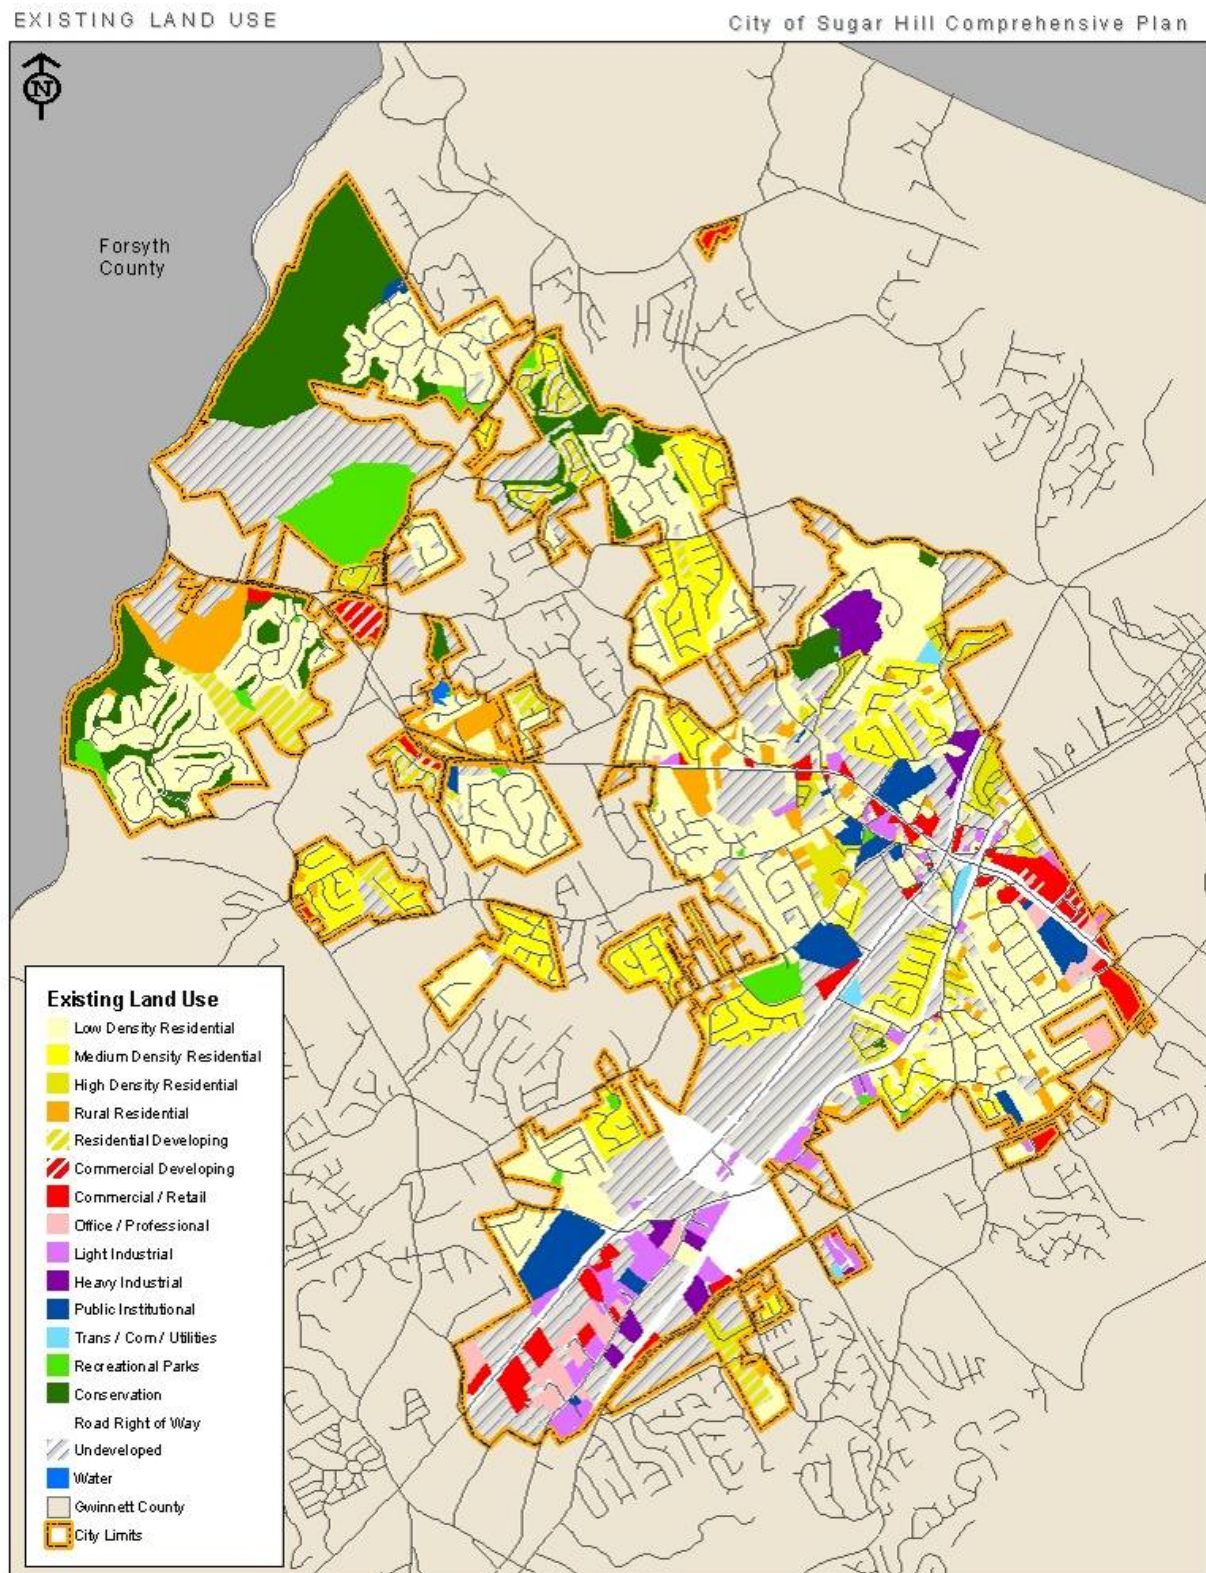 EXISTING LAND USE
City of Sugar Hill Comprehensive Plan
N
Forsyth
County
Existing Land Use
Low Density Residential
Medium Density Residential
High Density Residential
Rural Residential
Residential Developing
Commercial Developing
Commercial / Retail
Office / Professional
Light Industrial
Heavy Industrial
Public Institutional
Trans / Com / Utilities
Recreational Parks
Conservation
Road Right of Way
Undeveloped
Water
Gwinnett County
City Limits